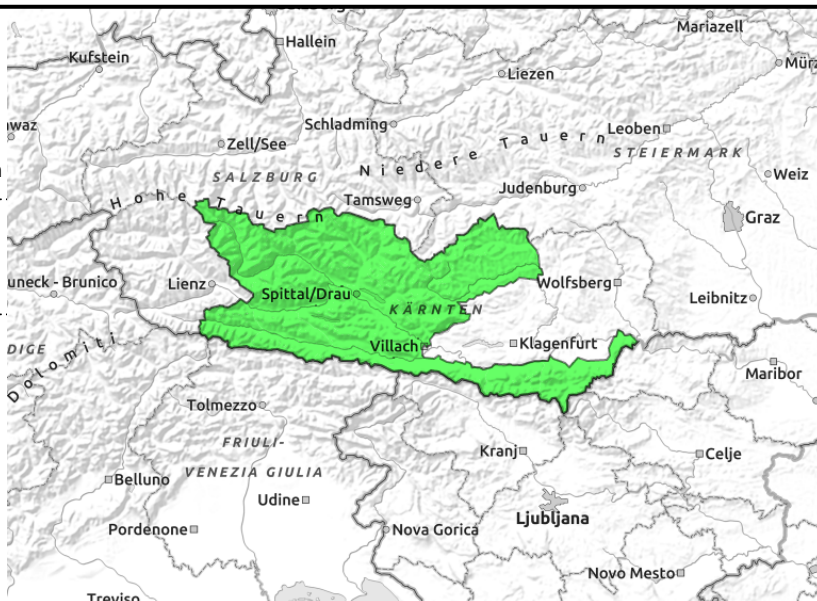 Mariazell
Hallein
Kufstein
Mürz
Liezen
Schladming
Leoben
waz
Zell/See
Niedere Tauern
STEIERMARK
SALZBURG
Weiz
Hohe Tauern
Tamsweg
Judenburg
Graz
uneck - Brunico
Lienz
Spittal/Drau
Wolfsberg
Leibnitz
KÄRNTEN
DIGE
Dolomiti
Villach
Klagenfurt
Maribor
Tolmezzo
FRIULI-
VENEZIA GIULIA
Kranj
Celje
Belluno
Udine
Ljubljana
Pordenone
Nova Gorica
Novo Mesto
Treviso